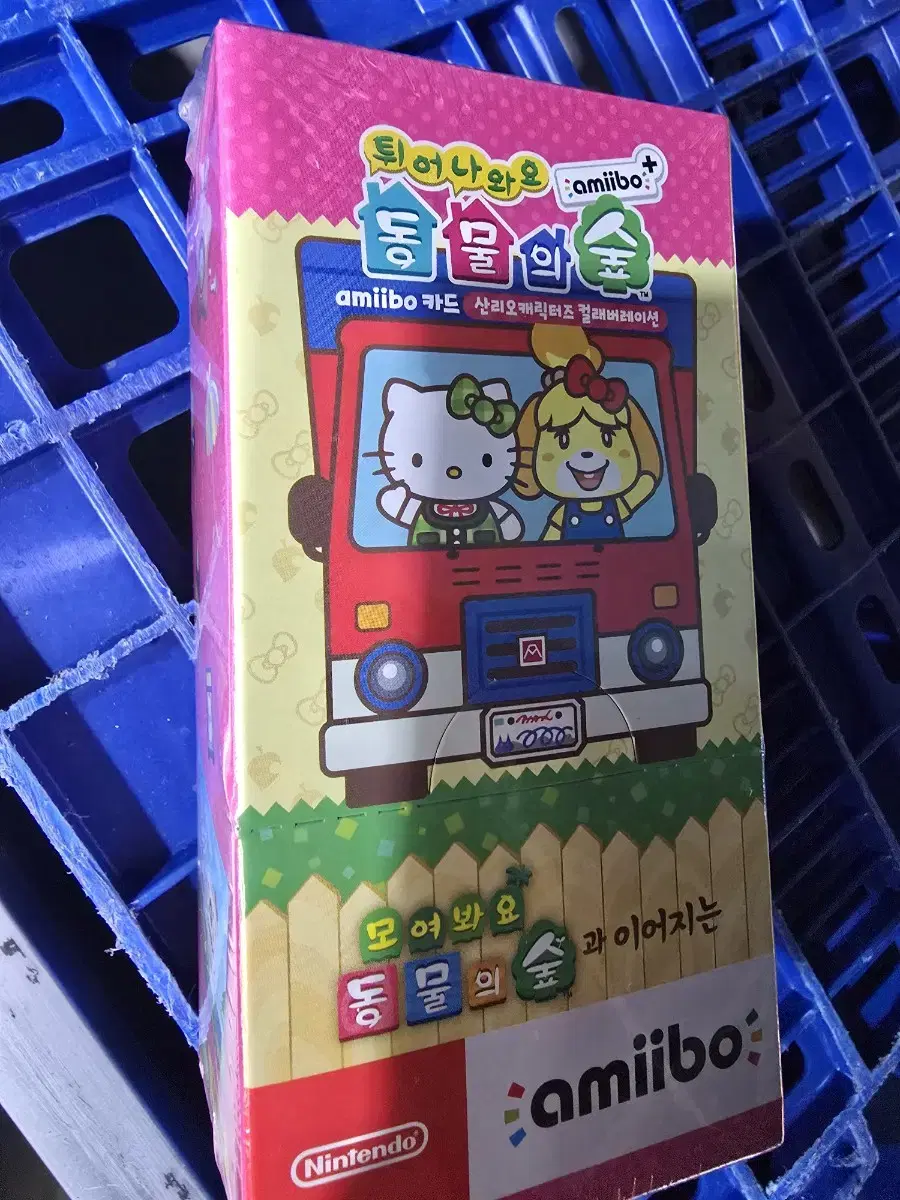 튀어나와요
amiibo+
동물의 숲
amiibo 카드 산리오캐릭터즈 컬래버레이션
모여봐요
동물의 숲과 이어지는
amiibo
Nintendo